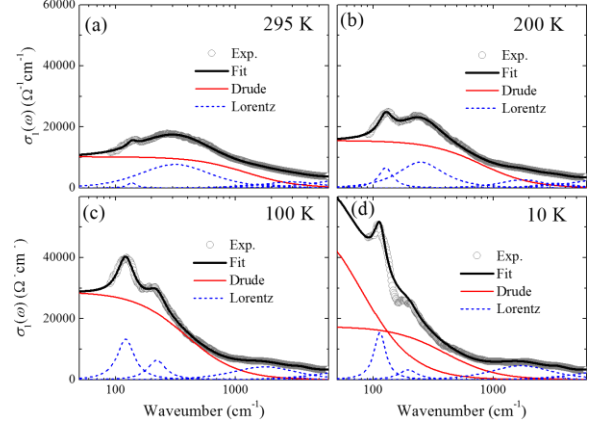 (a) 295 K
Exp.
Fit
Drude
Lorentz
σ₁(ω) (Ω⁻¹cm⁻¹)
60000
40000
20000
0
(b) 200 K
Exp.
Fit
Drude
Lorentz
(c) 100 K
Exp.
Fit
Drude
Lorentz
σ₁(ω) (Ω⁻cm⁻)
40000
20000
0
100 1000
Waveumber (cm⁻¹)
(d) 10 K
Exp.
Fit
Drude
Lorentz
100 1000
Wavenumber (cm⁻¹)